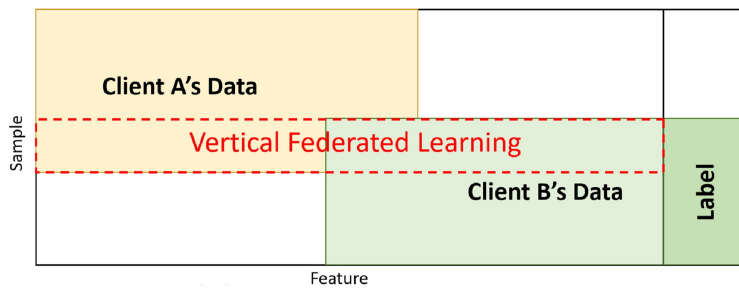 Client A's Data
Sample
Vertical Federated Learning
Client B's Data
Label
Feature